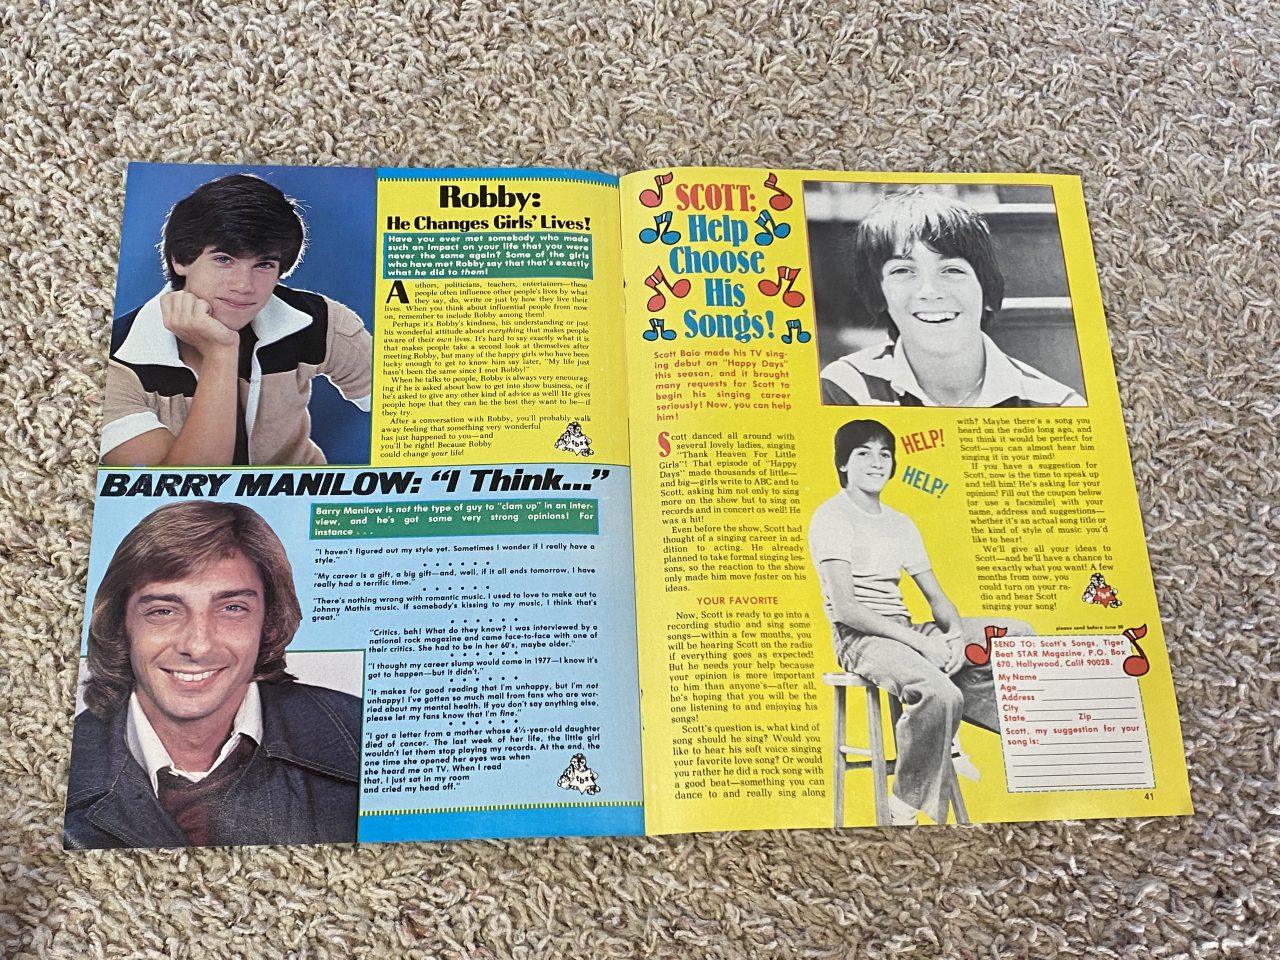 Robby:
He Changes Girls' Lives!
Have you ever met somebody who made
such an impact on your life that you were
never the same again? Some of the girls
who have met Robby say that that's exactly
what he did to them!
Authors, politicians, teachers, entertainers—these
people often influence other people's lives by what
they say, do, write or just by how they live their
lives. When you think about influential people from now
on, remember to include Robby among them!
Perhaps it's Robby's kindness, his understanding or just
his wonderful attitude about everything that makes people
aware of their own lives. It's hard to say exactly what it is
that makes people take a second look at themselves after
meeting Robby, but many of the happy girls who have been
lucky enough to get to know him say later, "My life just
hasn't been the same since I met Robby!"
When he talks to people, Robby is always very encourag-
ing if he is asked about how to get into show business, or if
he's asked to give any other kind of advice as well! He gives
people hope that they can be the best they want to be—if
they try.
After a conversation with Robby, you'll probably walk
away feeling that something very wonderful
has just happened to you—and
you'll be right! Because Robby
could change your life!
tbs
BARRY MANILOW: "I Think..."
Barry Manilow is not the type of guy to "clam up" in an inter-
view, and he's got some very strong opinions! For
instance . . .
"I haven't figured out my style yet. Sometimes I wonder if I really have a
style."
"My career is a gift, a big gift—and, well, if it all ends tomorrow, I have
really had a terrific time."
"There's nothing wrong with romantic music. I used to love to make out to
Johnny Mathis music. If somebody's kissing to my music, I think that's
great."
"Critics, bah! What do they know? I was interviewed by a
national rock magazine and came face-to-face with one of
their critics. She had to be in her 60's, maybe older."
"I thought my career slump would come in 1977—I know it's
got to happen—but it didn't."
"It makes for good reading that I'm unhappy, but I'm not
unhappy! I've gotten so much mail from fans who are wor-
ried about my mental health. If you don't say anything else,
please let my fans know that I'm fine."
"I got a letter from a mother whose 4½-year-old daughter
died of cancer. The last week of her life, the little girl
wouldn't let them stop playing my records. At the end, the
one time she opened her eyes was when
she heard me on TV. When I read
that, I just sat in my room
and cried my head off."
tbs
SCOTT:
Help
Choose
His
Songs!
Scott Baio made his TV sing-
ing debut on "Happy Days"
this season, and it brought
many requests for Scott to
begin his singing career
seriously! Now, you can help
him!
Scott danced all around with
several lovely ladies, singing
"Thank Heaven For Little
Girls"! That episode of "Happy
Days" made thousands of little—
and big—girls write to ABC and to
Scott, asking him not only to sing
more on the show but to sing on
records and in concert as well! He
was a hit!
Even before the show, Scott had
thought of a singing career in ad-
dition to acting. He already
planned to take formal singing les-
sons, so the reaction to the show
only made him move faster on his
ideas.
YOUR FAVORITE
Now, Scott is ready to go into a
recording studio and sing some
songs—within a few months, you
will be hearing Scott on the radio
if everything goes as expected!
But he needs your help because
your opinion is more important
to him than anyone's—after all,
he's hoping that you will be the
one listening to and enjoying his
songs!
Scott's question is, what kind of
song should he sing? Would you
like to hear his soft voice singing
your favorite love song? Or would
you rather he did a rock song with
a good beat—something you can
dance to and really sing along
HELP!
HELP!
with? Maybe there's a song you
heard on the radio long ago, and
you think it would be perfect for
Scott—you can almost hear him
singing it in your mind!
If you have a suggestion for
Scott, now is the time to speak up
and tell him! He's asking for your
opinion! Fill out the coupon below
(or use a facsimile) with your
name, address and suggestions—
whether it's an actual song title or
the kind of style of music you'd
like to hear!
We'll give all your ideas to
Scott—and he'll have a chance to
see exactly what you want! A few
months from now, you
could turn on your ra-
dio and hear Scott
singing your song!
tbs
please send before June 20
SEND TO: Scott's Songs, Tiger
Beat STAR Magazine, P.O. Box
670, Hollywood, Calif 90028.
My Name
Age
Address
City
State Zip
Scott, my suggestion for your
song is:
41